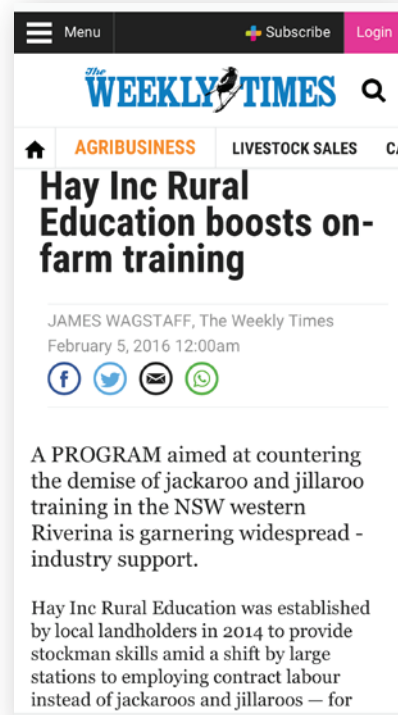 Menu
Subscribe
Login
The
WEEKLY TIMES
AGRIBUSINESS
LIVESTOCK SALES
Hay Inc Rural
Education boosts on-
farm training
JAMES WAGSTAFF, The Weekly Times
February 5, 2016 12:00am
A PROGRAM aimed at countering
the demise of jackaroo and jillaroo
training in the NSW western
Riverina is garnering widespread -
industry support.
Hay Inc Rural Education was established
by local landholders in 2014 to provide
stockman skills amid a shift by large
stations to employing contract labour
instead of jackaroos and jillaroos — for